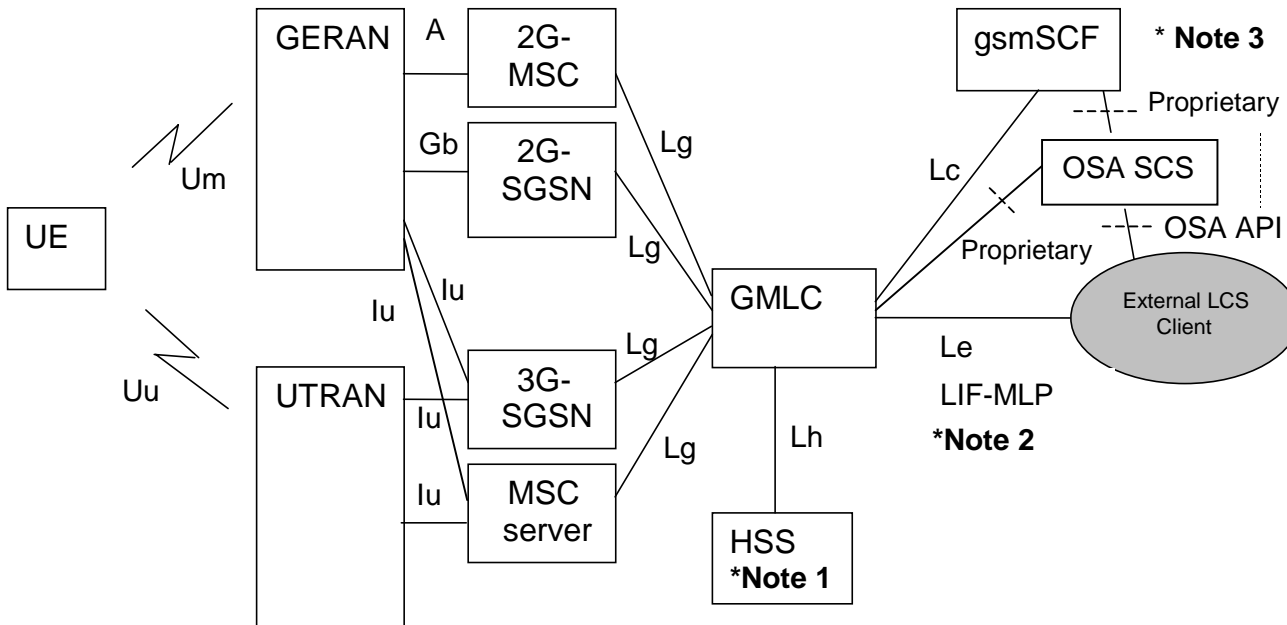 GERAN
A
2G-
MSC
gsmSCF
* Note 3
Proprietary
Um
Gb
2G-
SGSN
Lg
Lc
OSA SCS
UE
Lg
Proprietary
OSA API
Iu
Iu
GMLC
External LCS
Client
Uu
UTRAN
Iu
3G-
SGSN
Lg
Le
LIF-MLP
*Note 2
Iu
MSC
server
Lg
Lh
HSS
*Note 1